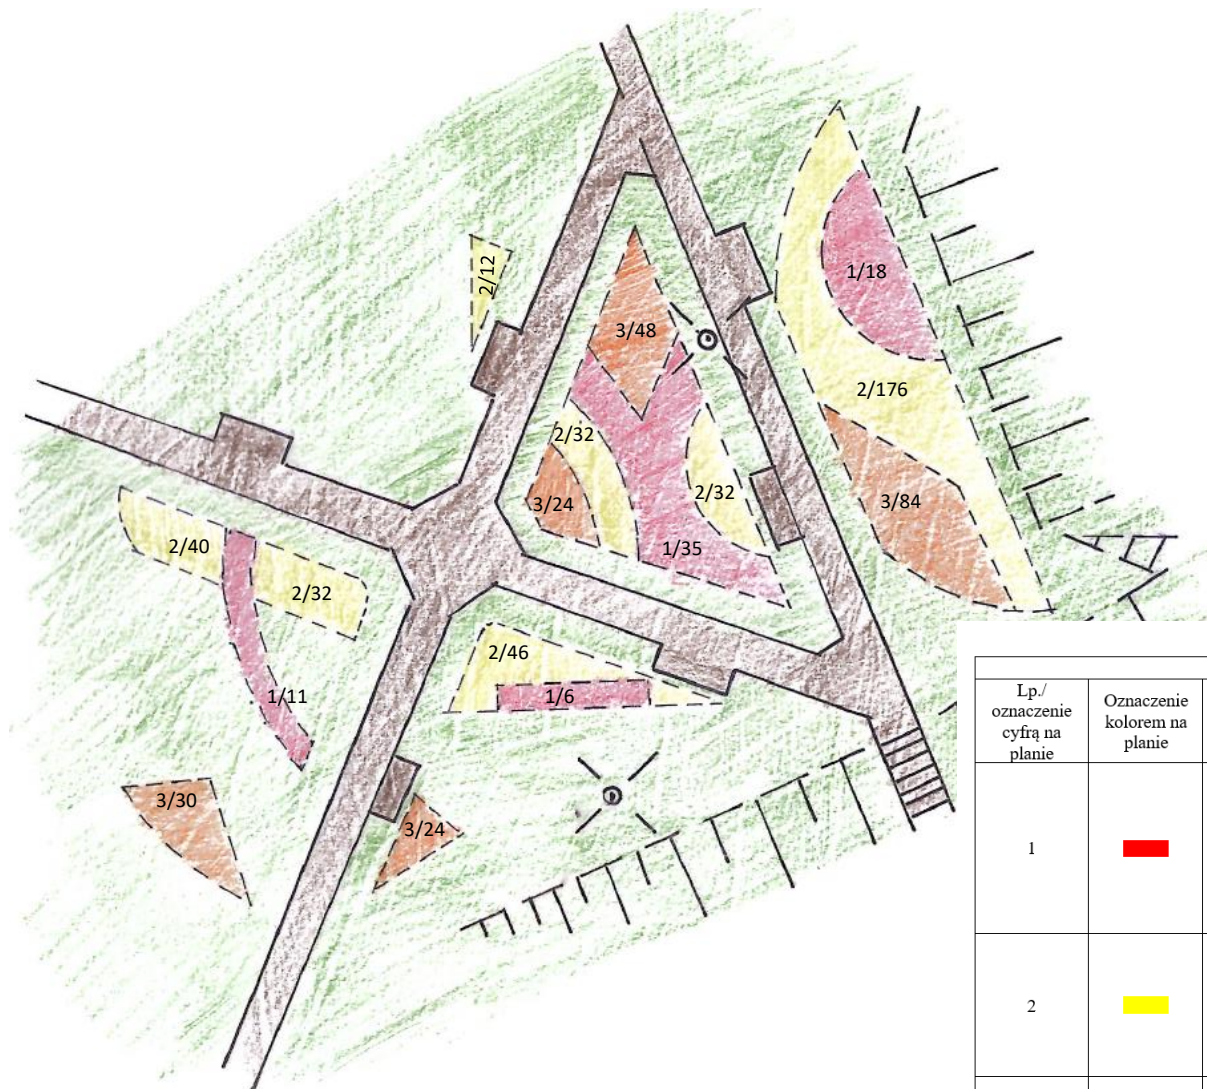 1/18
2/12
3/48
2/176
2/32
2/32
3/24
3/84
2/40
1/35
2/32
2/46
1/11
1/6
3/30
3/24
Lp./
oznaczenie
cyfrą na
planie
Oznaczenie
kolorem na
planie
1
2